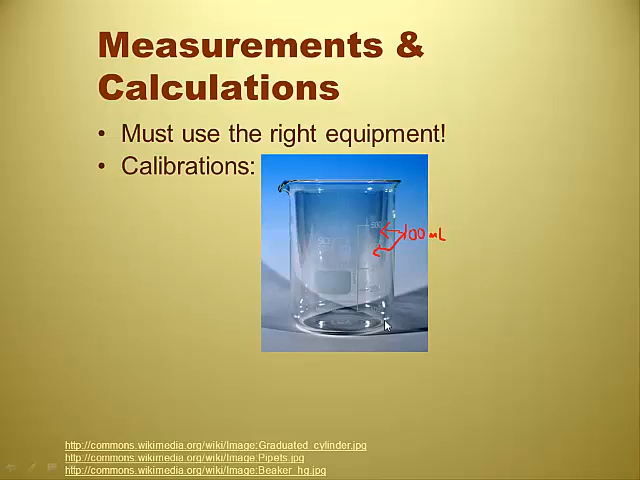 Measurements &
Calculations
• Must use the right equipment!
• Calibrations:
500
100 mL
http://commons.wikimedia.org/wiki/Image:Graduated_cylinder.jpg
http://commons.wikimedia.org/wiki/Image:Pipets.jpg
http://commons.wikimedia.org/wiki/Image:Beaker_hg.jpg